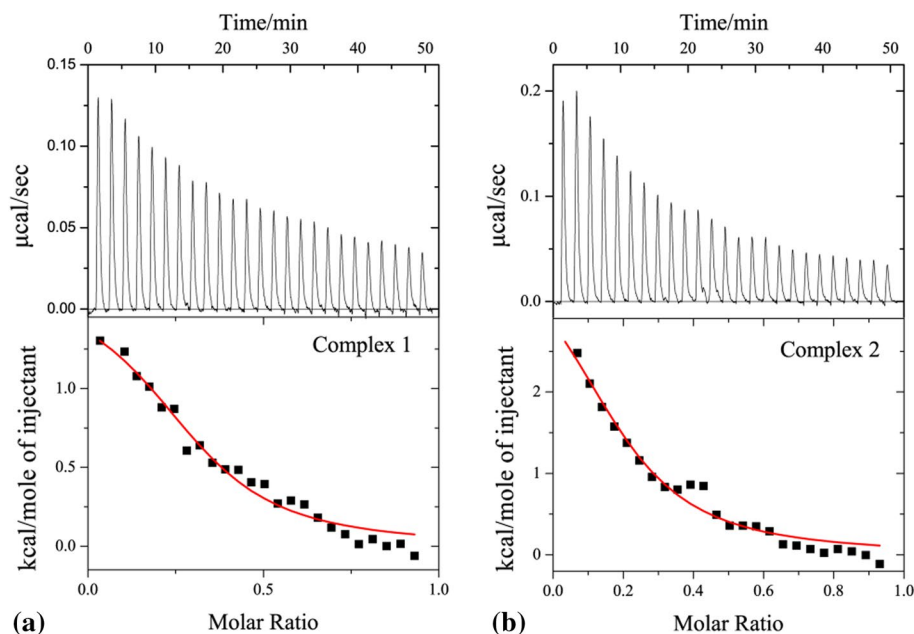 Time/min
0 10 20 30 40 50
0.15
0.10
0.05
0.00
µcal/sec
Complex 1
1.0
0.5
0.0
kcal/mole of injectant
0.0 0.5 1.0
Molar Ratio
(a)
Time/min
0 10 20 30 40 50
0.2
0.1
0.0
µcal/sec
Complex 2
2
1
0
kcal/mole of injectant
0.0 0.2 0.4 0.6 0.8 1.0
Molar Ratio
(b)